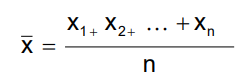 x̄ = (x₁₊ x₂₊ … + xₙ) / n